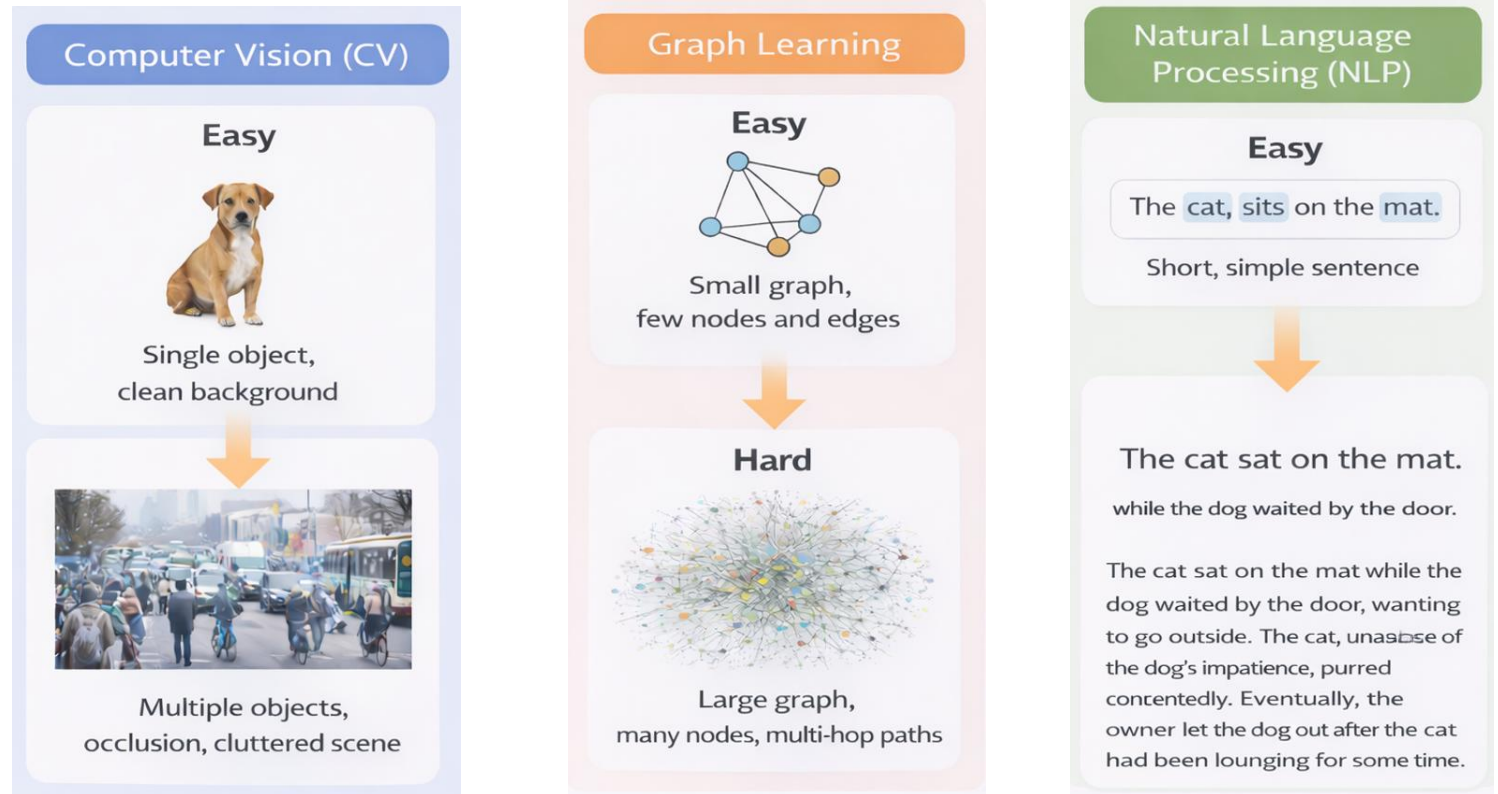 Computer Vision (CV)
Easy
Single object,
clean background
Multiple objects,
occlusion, cluttered scene
Graph Learning
Easy
Small graph,
few nodes and edges
Hard
Large graph,
many nodes, multi-hop paths
Natural Language
Processing (NLP)
Easy
The cat, sits on the mat.
Short, simple sentence
The cat sat on the mat.
while the dog waited by the door.
The cat sat on the mat while the
dog waited by the door, wanting
to go outside. The cat, of
the dog's impatience, purred
concentedly. Eventually, the
owner let the dog out after the cat
had been lounging for some time.